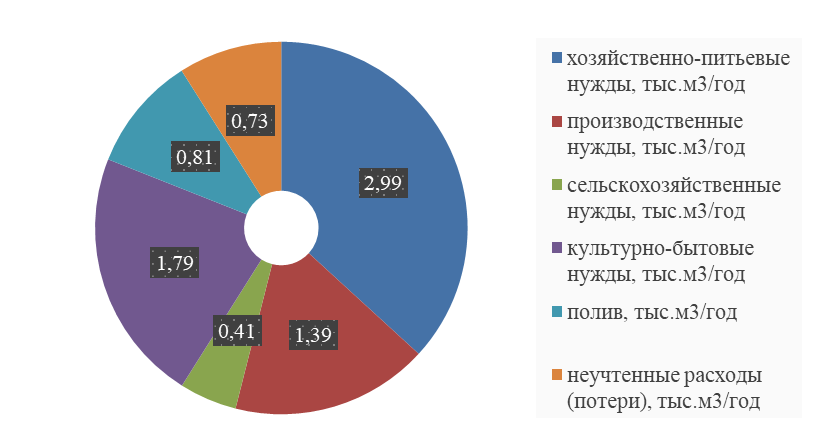 2,99
1,39
0,41
1,79
0,81
0,73
хозяйственно-питьевые
нужды, тыс.м3/год
производственные
нужды, тыс.м3/год
сельскохозяйственные
нужды, тыс.м3/год
культурно-бытовые
нужды, тыс.м3/год
полив, тыс.м3/год
неучтенные расходы
(потери), тыс.м3/год